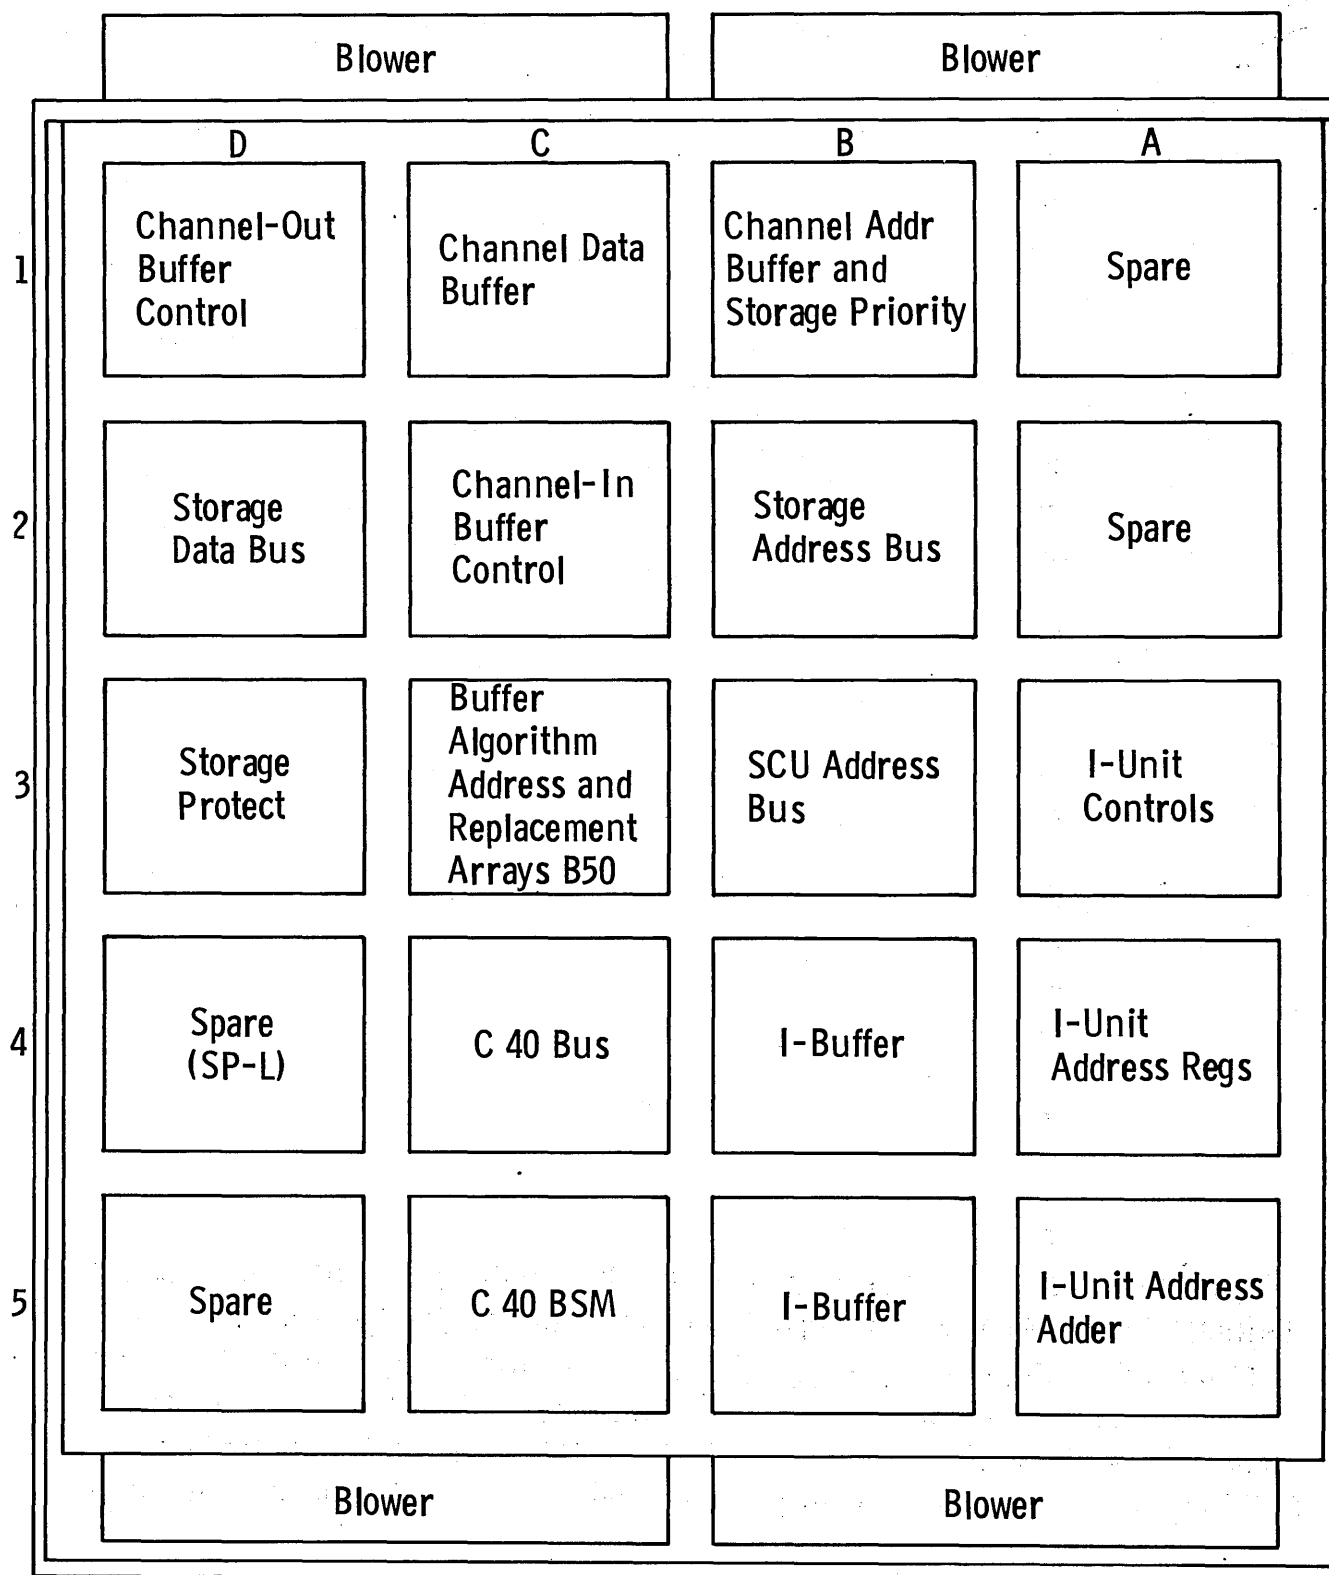 Blower
Blower
D
C
B
A
1
Channel-Out
Buffer
Control
Channel Data
Buffer
Channel Addr
Buffer and
Storage Priority
Spare
2
Storage
Data Bus
Channel-In
Buffer
Control
Storage
Address Bus
Spare
3
Storage
Protect
Buffer
Algorithm
Address and
Replacement
Arrays B50
SCU Address
Bus
I-Unit
Controls
4
Spare
(SP-L)
C 40 Bus
I-Buffer
I-Unit
Address Regs
5
Spare
C 40 BSM
I-Buffer
I-Unit Address
Adder
Blower
Blower